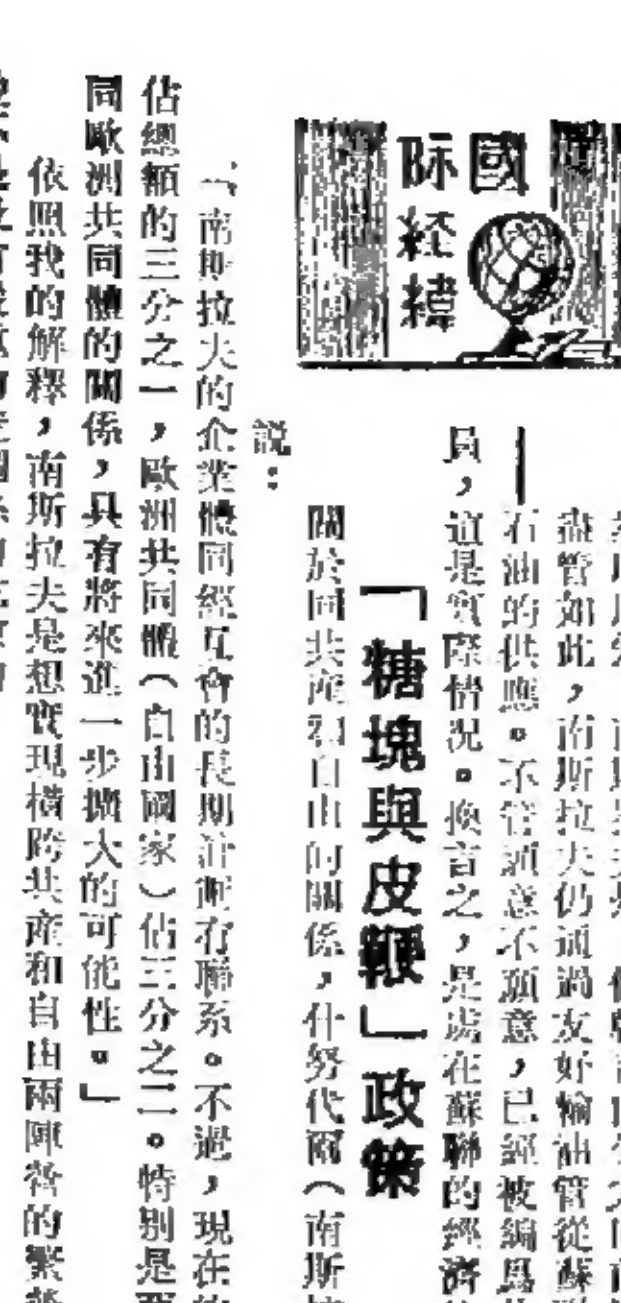 國
際
経緯
盡管如此，南斯拉夫仍通過友好輸油管從蘇
石油的供應。不管願意不願意，已經被編爲
員，這是實際情况。換言之，是處在蘇聯的經濟
「糖塊與皮鞭」政策
關於同共産和自由的關係，什努代爾（南斯
説：
「南斯拉夫的企業體同經互會的長期計劃有聯系。不過，現在
佔總額的三分之一，歐洲共同體（自由國家）佔三分之二。特別是
同歐洲共同體的關係，具有將來進一步擴大的可能性。」
依照我的解釋，南斯拉夫是想實現橫跨共産和自由兩陣營的繁